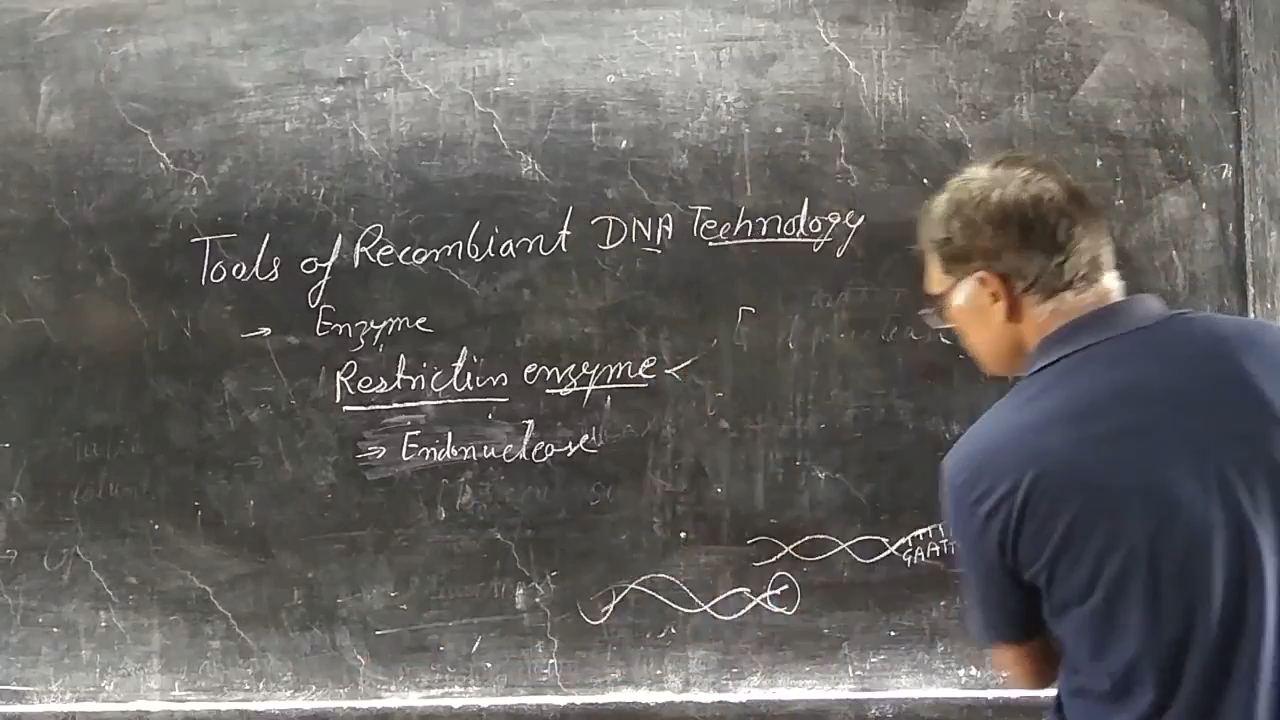 Tools of Recombiant DNA Technology
→ Enzyme
Restriction enzyme
⇒ Endonuclease
GAATT